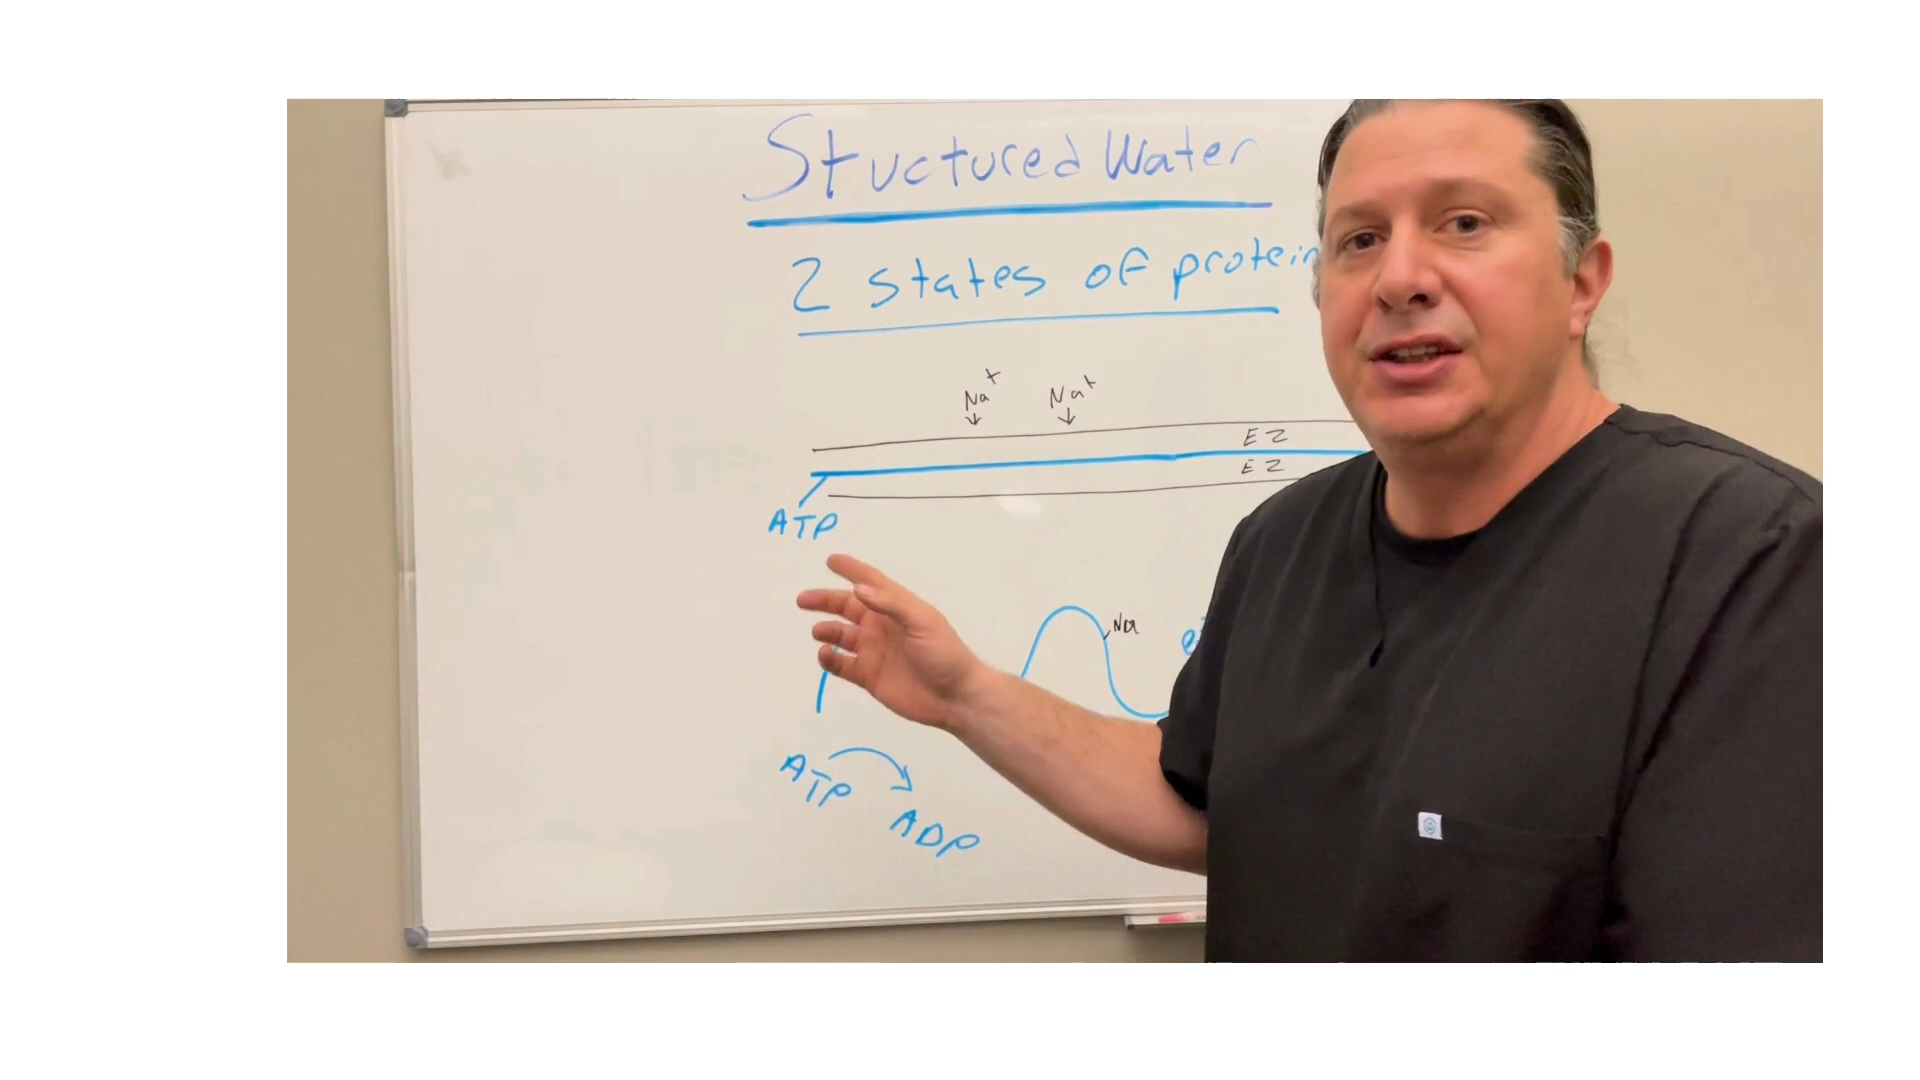 Stuctured Water
2 states of protein
Na+ Na+
EZ
EZ
ATP
Na
ATP
ADP